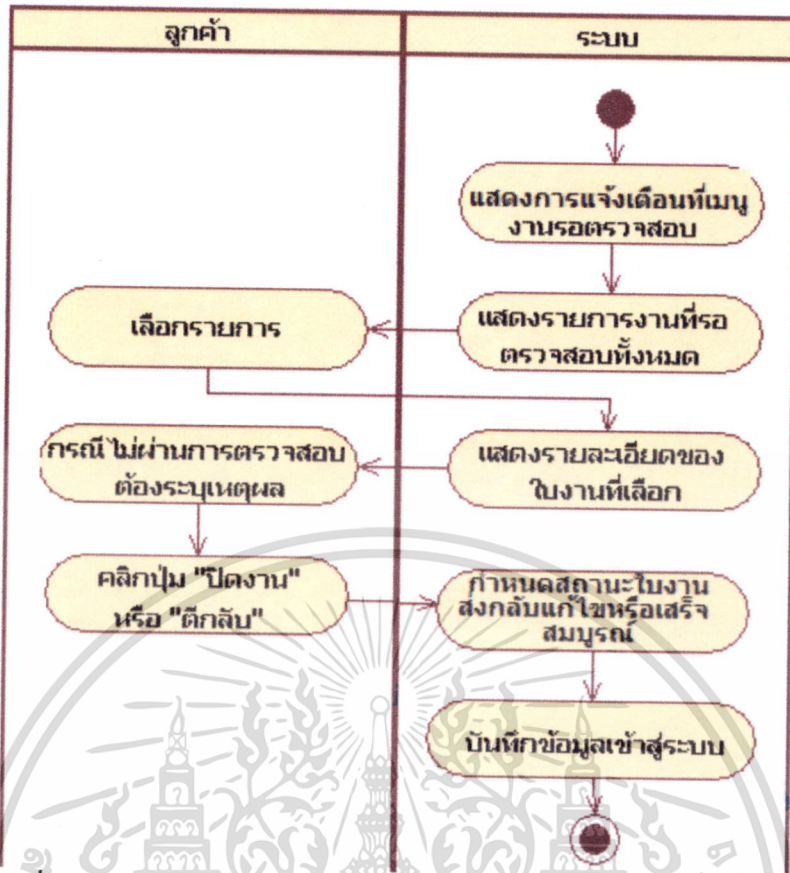 ลูกค้า
ระบบ
แสดงการแจ้งเตือนที่เมนู
งานรอตรวจสอบ
แสดงรายการงานที่รอ
ตรวจสอบทั้งหมด
เลือกรายการ
แสดงรายละเอียดของ
ใบงานที่เลือก
กรณีไม่ผ่านการตรวจสอบ
ต้องระบุเหตุผล
คลิกปุ่ม "ปิดงาน"
หรือ "ตีกลับ"
กำหนดสถานะใบงาน
ส่งกลับแก้ไขหรือเสร็จ
สมบูรณ์
บันทึกข้อมูลเข้าสู่ระบบ